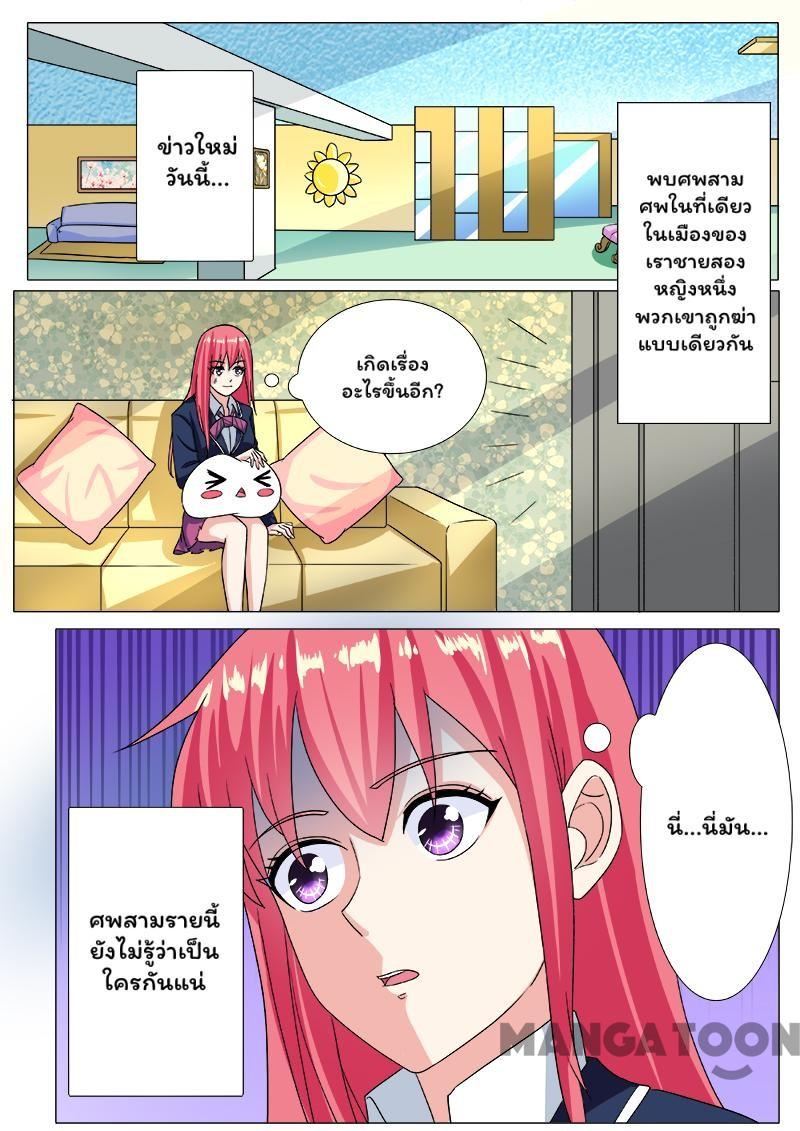 ข่าวใหม่
วันนี้...
พบศพสาม
ศพในที่เดียว
ในเมืองของ
เราชายสอง
หญิงหนึ่ง
พวกเขาถูกฆ่า
แบบเดียวกัน
เกิดเรื่อง
อะไรขึ้นอีก?
นี่...นี่มัน...
ศพสามรายนี้
ยังไม่รู้ว่าเป็น
ใครกันแน่
MANGATOON